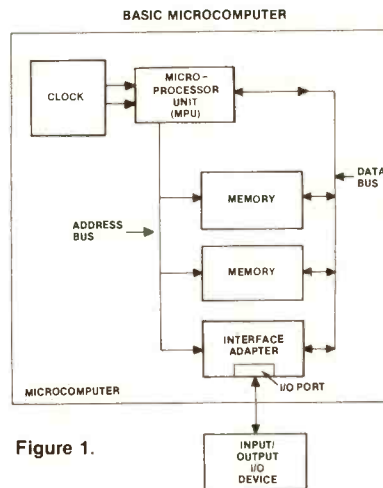 BASIC MICROCOMPUTER
CLOCK
MICRO-
PROCESSOR
UNIT
(MPU)
DATA
BUS
MEMORY
ADDRESS
BUS
MEMORY
INTERFACE
ADAPTER
I/O PORT
MICROCOMPUTER
Figure 1.
INPUT/
OUTPUT
I/O
DEVICE